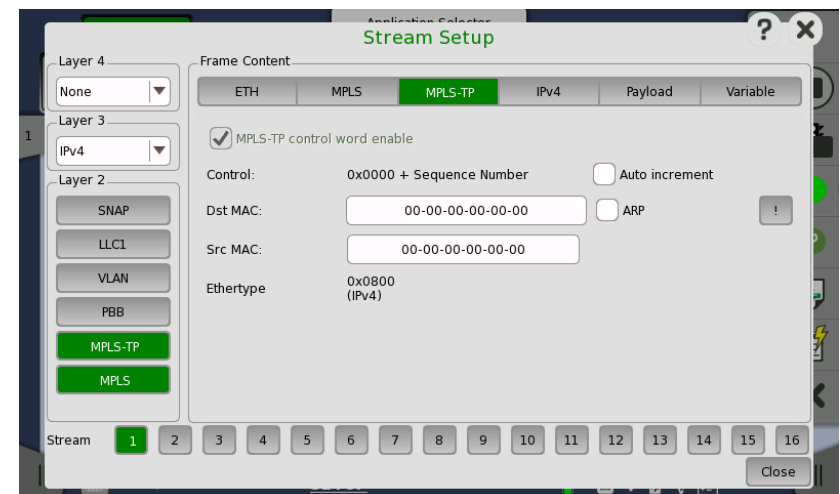 Application Selector
Stream Setup
?
Layer 4
None
Layer 3
IPv4
Layer 2
SNAP
LLC1
VLAN
PBB
MPLS-TP
MPLS
Frame Content
ETH MPLS MPLS-TP IPv4 Payload Variable
MPLS-TP control word enable
Control: 0x0000 + Sequence Number Auto increment
Dst MAC: 00-00-00-00-00-00 ARP !
Src MAC: 00-00-00-00-00-00
Ethertype 0x0800
(IPv4)
1
Stream 1 2 3 4 5 6 7 8 9 10 11 12 13 14 15 16
Close